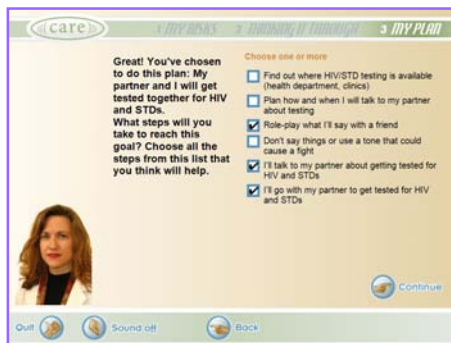 care
1 MY RISKS 2 THINKING IT THROUGH 3 MY PLAN
Great! You've chosen
to do this plan: My
partner and I will get
tested together for HIV
and STDs.
What steps will you
take to reach this
goal? Choose all the
steps from this list that
you think will help.
Choose one or more
Find out where HIV/STD testing is available
(health department, clinics)
Plan how and when I will talk to my partner
about testing
Role-play what I'll say with a friend
Don't say things or use a tone that could
cause a fight
I'll talk to my partner about getting tested for
HIV and STDs
I'll go with my partner to get tested for HIV
and STDs
Continue
Quit Sound off Back